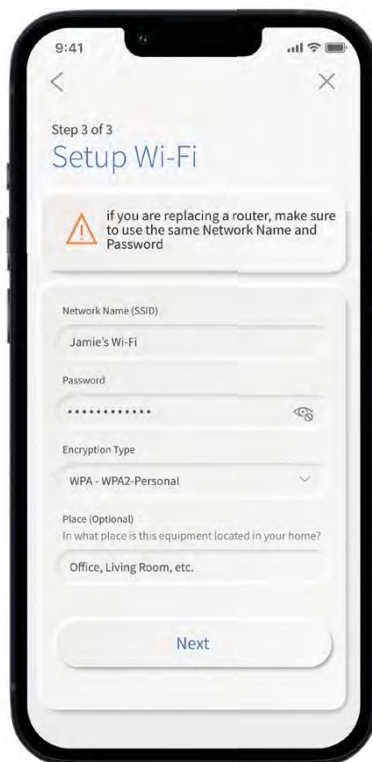 9:41
Step 3 of 3
Setup Wi-Fi
if you are replacing a router, make sure
to use the same Network Name and
Password
Network Name (SSID)
Jamie's Wi-Fi
Password
••••••••••••
Encryption Type
WPA - WPA2-Personal
Place (Optional)
In what place is this equipment located in your home?
Office, Living Room, etc.
Next